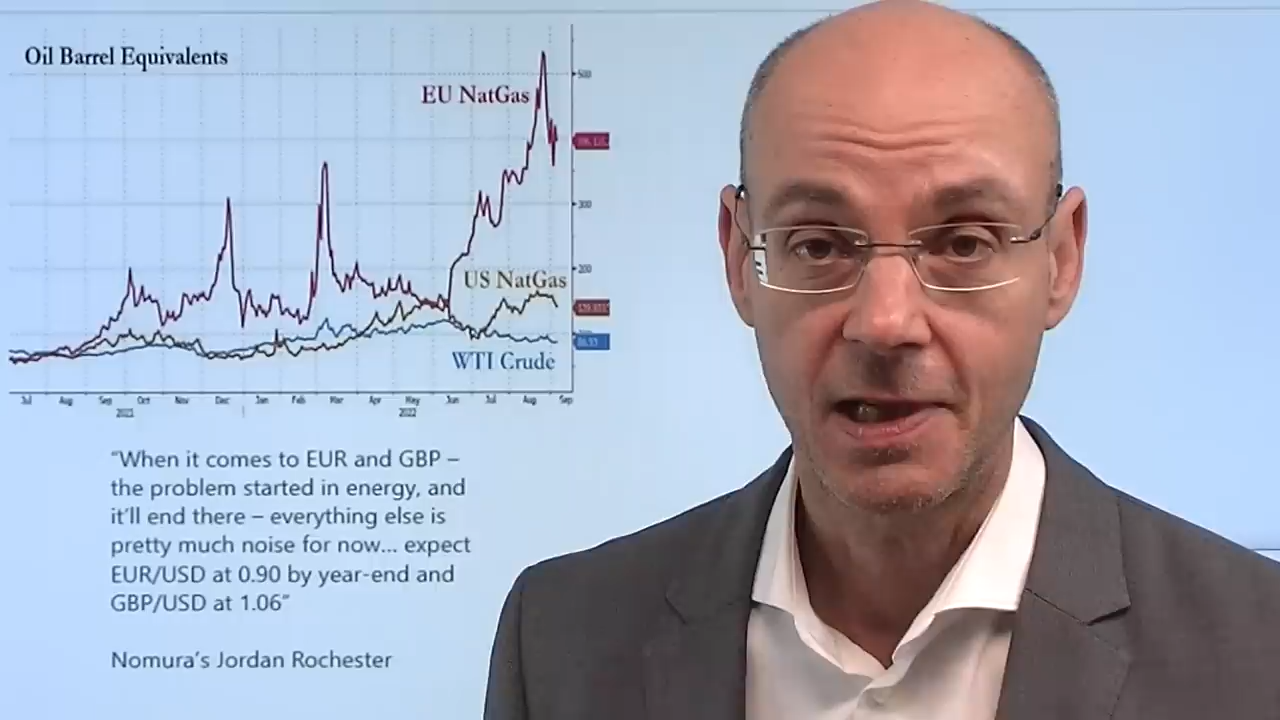 Oil Barrel Equivalents
EU NatGas
500
300
US NatGas
200
WTI Crude
Jul Aug Sep Oct Nov Dec Jan Feb Mar Apr May Jun Jul Aug Sep
2021 2022
“When it comes to EUR and GBP –
the problem started in energy, and
it’ll end there – everything else is
pretty much noise for now... expect
EUR/USD at 0.90 by year-end and
GBP/USD at 1.06”
Nomura’s Jordan Rochester